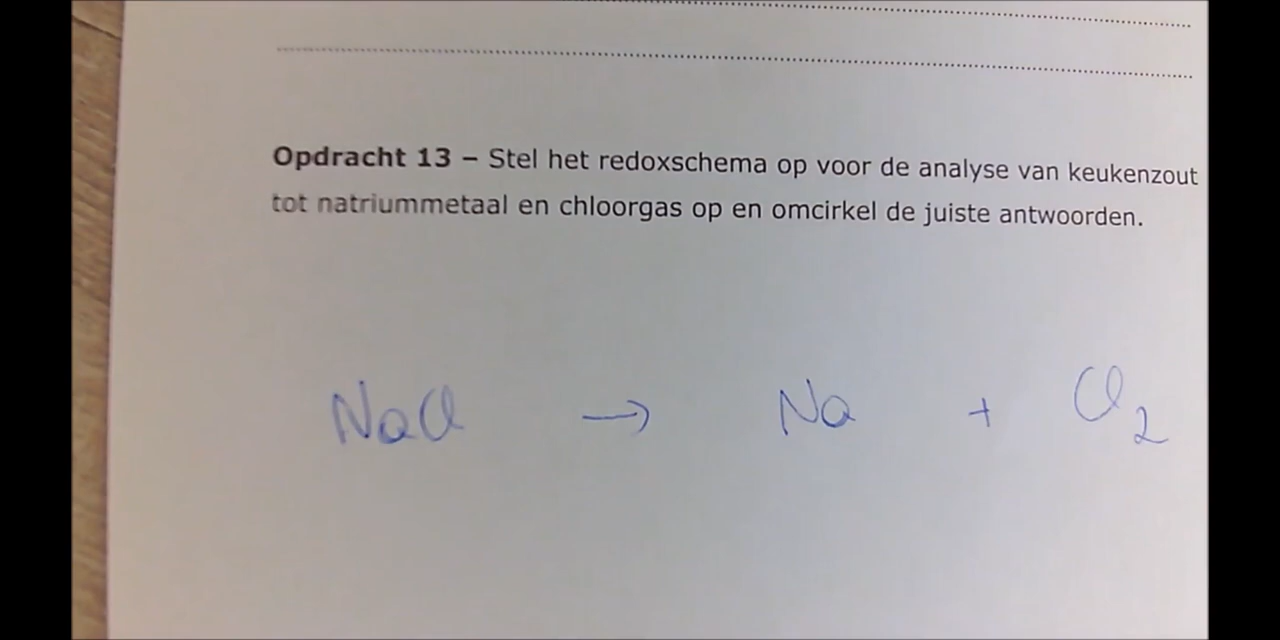 Opdracht 13 – Stel het redoxschema op voor de analyse van keukenzout
tot natriummetaal en chloorgas op en omcirkel de juiste antwoorden.
NaCl → Na + Cl₂